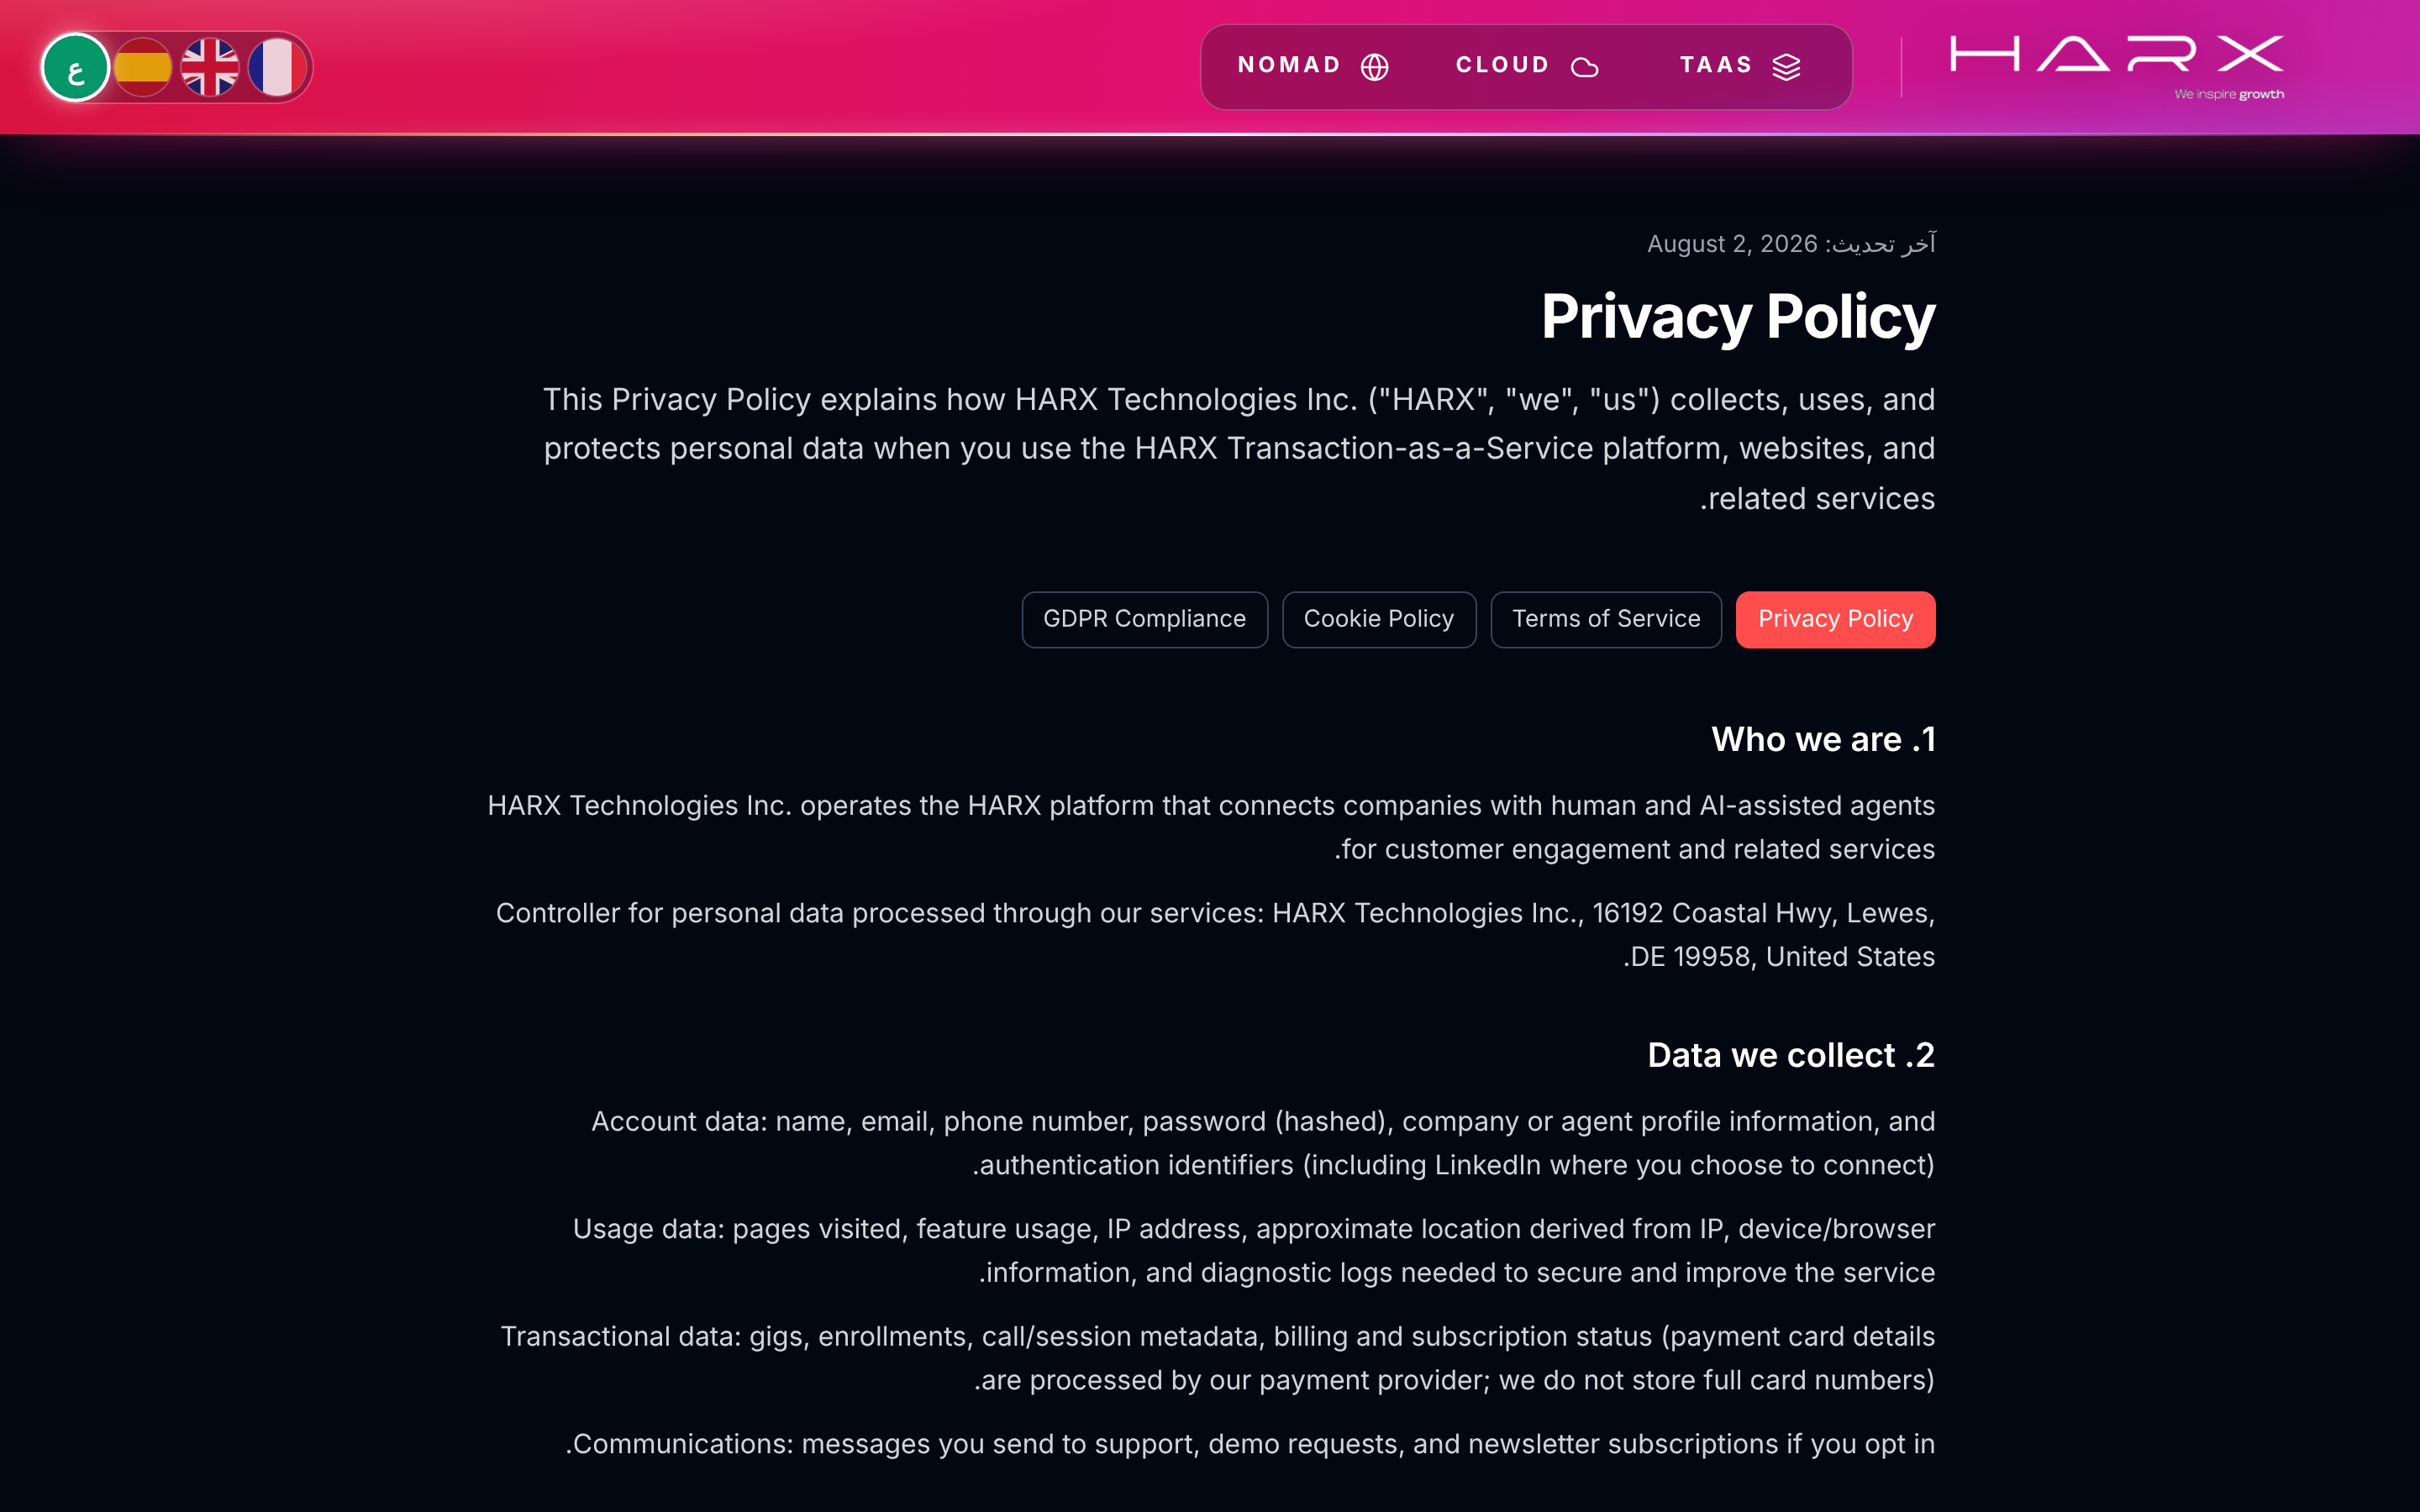 HARX
We inspire growth
TAAS
CLOUD
NOMAD
ع
آخر تحديث: August 2, 2026
Privacy Policy
This Privacy Policy explains how HARX Technologies Inc. ("HARX", "we", "us") collects, uses, and
protects personal data when you use the HARX Transaction-as-a-Service platform, websites, and
.related services
Privacy Policy
Terms of Service
Cookie Policy
GDPR Compliance
Who we are .1
HARX Technologies Inc. operates the HARX platform that connects companies with human and AI-assisted agents
.for customer engagement and related services
Controller for personal data processed through our services: HARX Technologies Inc., 16192 Coastal Hwy, Lewes,
.DE 19958, United States
Data we collect .2
Account data: name, email, phone number, password (hashed), company or agent profile information, and
.authentication identifiers (including LinkedIn where you choose to connect)
Usage data: pages visited, feature usage, IP address, approximate location derived from IP, device/browser
.information, and diagnostic logs needed to secure and improve the service
Transactional data: gigs, enrollments, call/session metadata, billing and subscription status (payment card details
.are processed by our payment provider; we do not store full card numbers)
.Communications: messages you send to support, demo requests, and newsletter subscriptions if you opt in